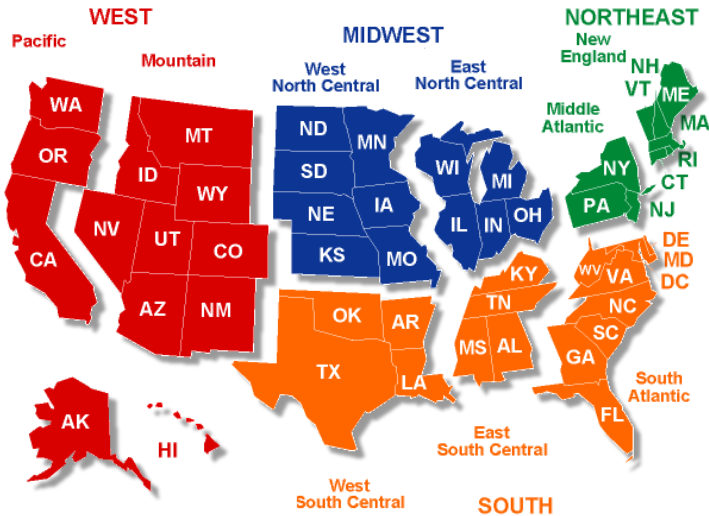 WEST
Pacific
Mountain
WA
OR
CA
MT
ID
WY
NV
UT
CO
AZ
NM
AK
HI
MIDWEST
West
North Central
East
North Central
ND
MN
SD
NE
IA
KS
MO
WI
MI
IL
IN
OH
NORTHEAST
New
England
NH
VT
ME
MA
RI
CT
Middle
Atlantic
NY
PA
NJ
OK
AR
TX
LA
West
South Central
KY
TN
MS
AL
East
South Central
DE
MD
DC
WV
VA
NC
SC
GA
FL
South
Atlantic
SOUTH